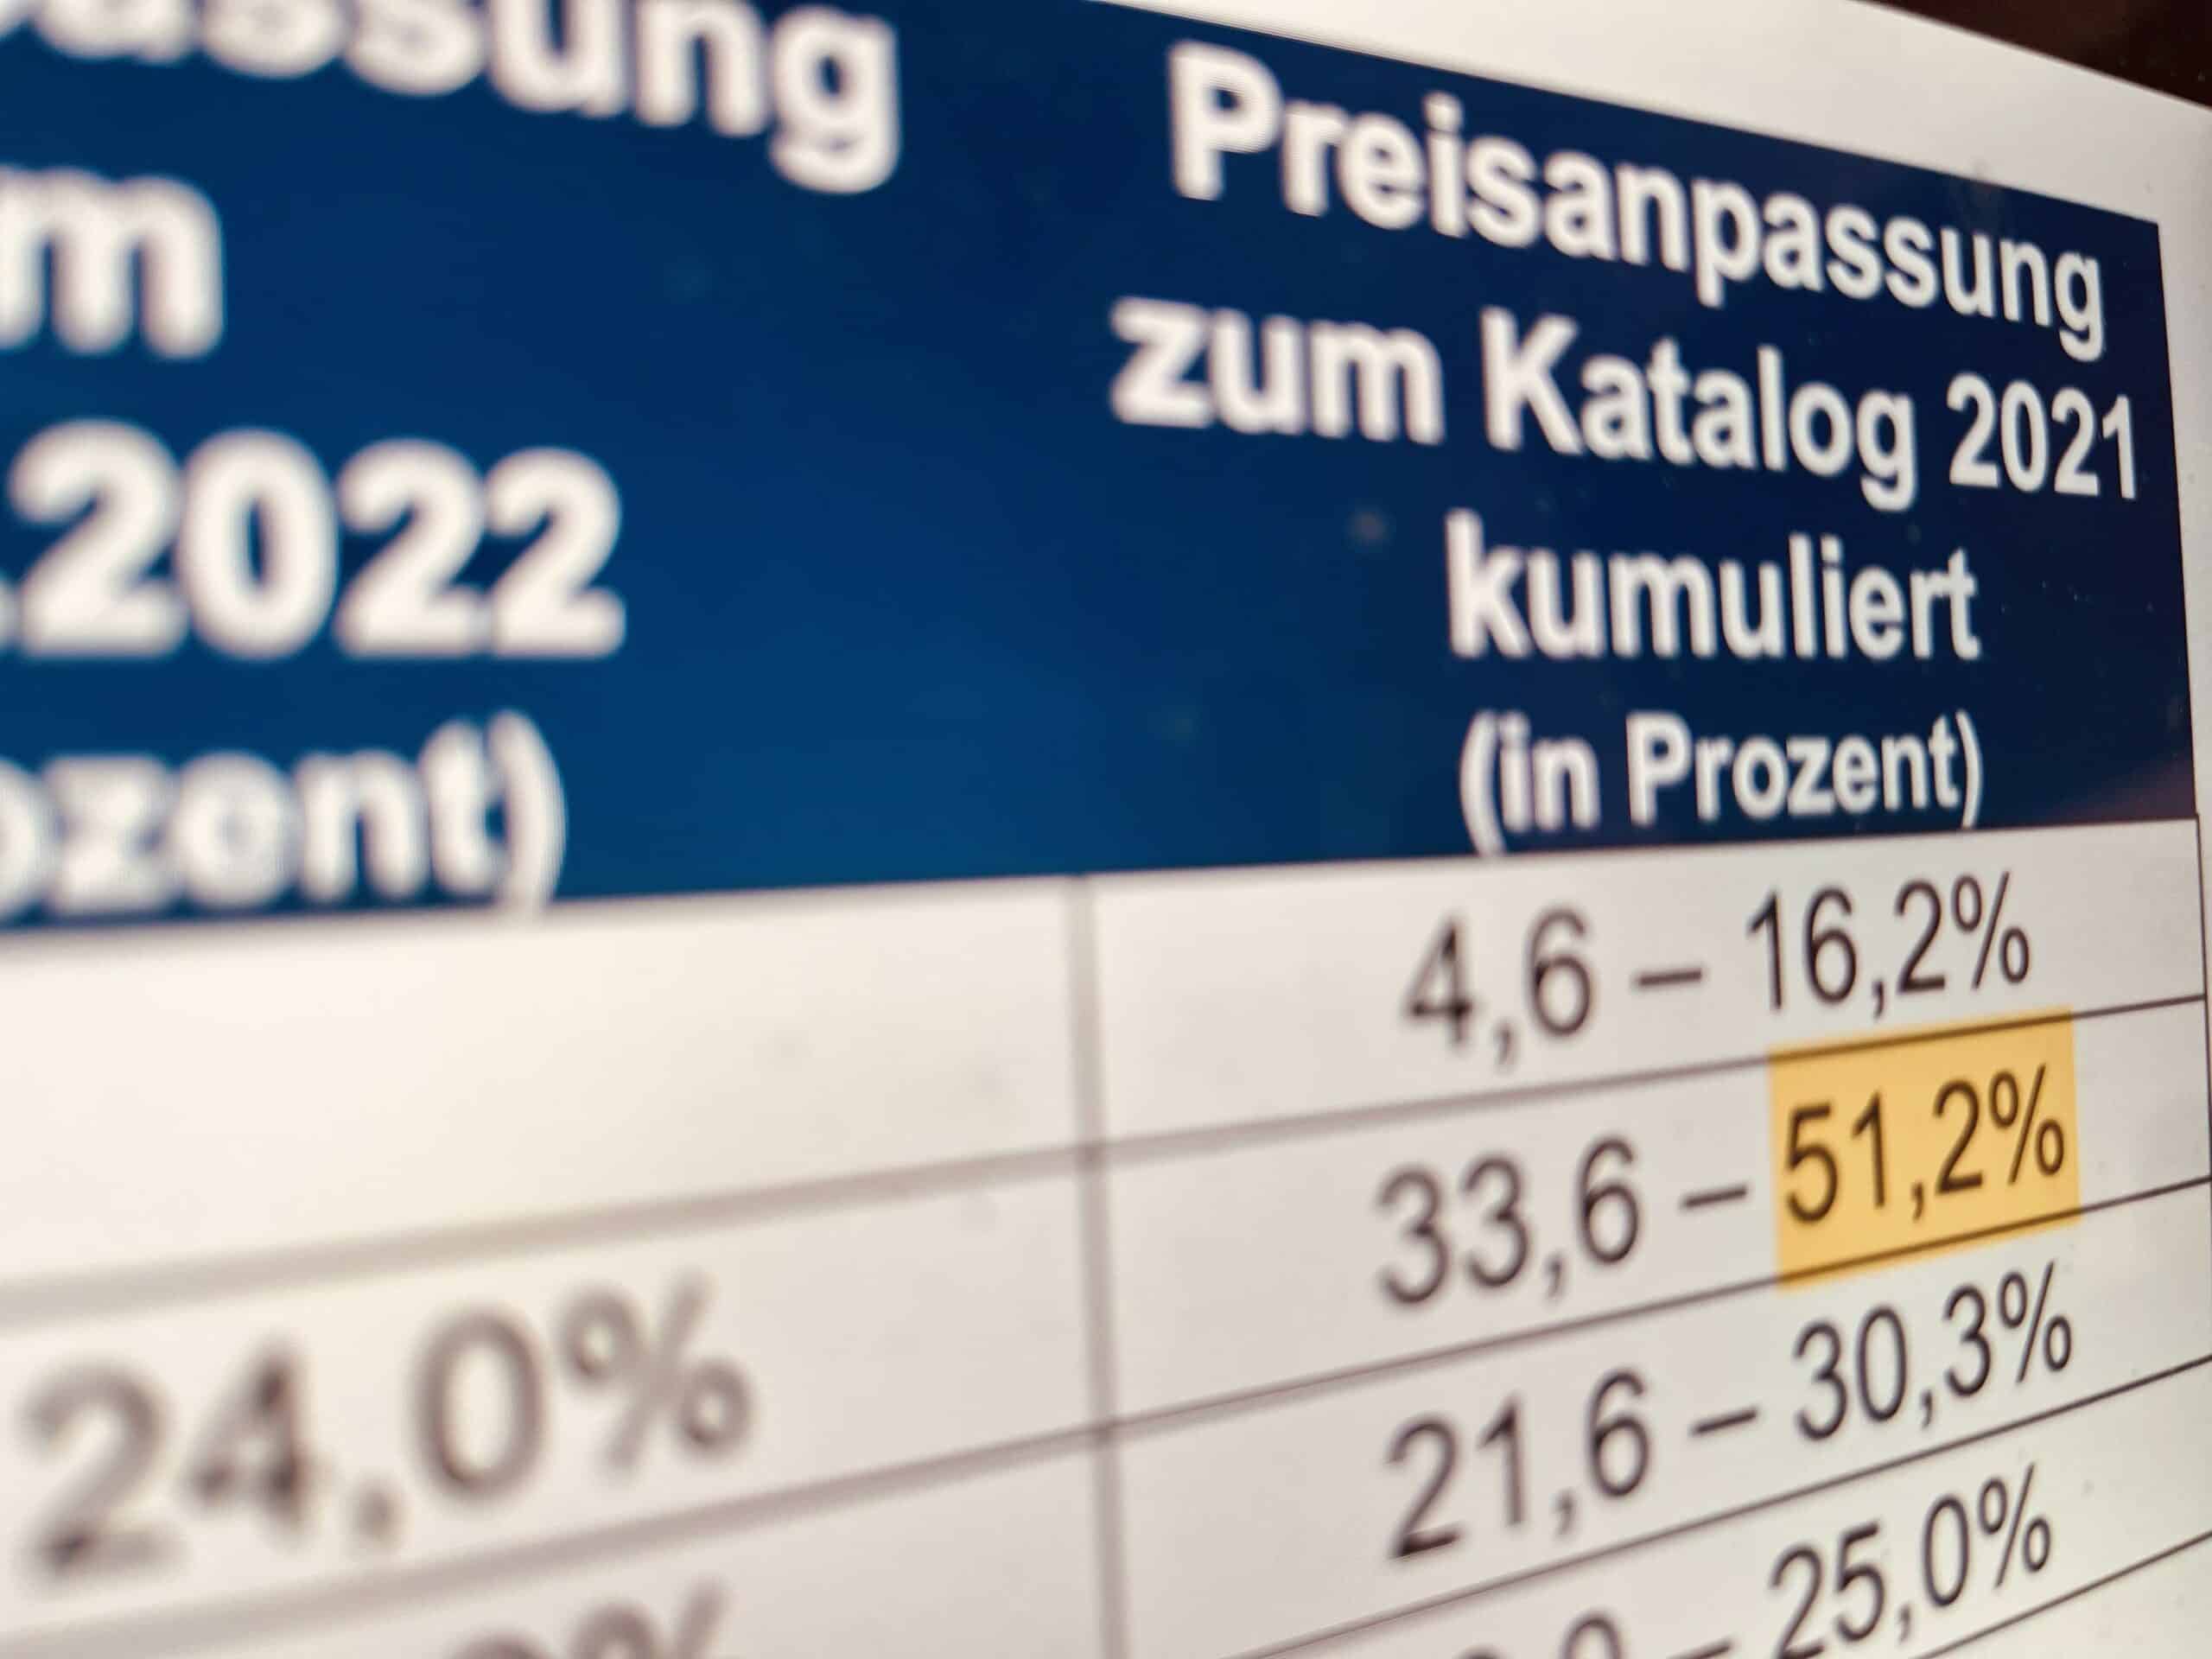 assung
m
.2022
ozent)
Preisanpassung
zum Katalog 2021
kumuliert
(in Prozent)
4,6 – 16,2%
33,6 – 51,2%
24,0%
21,6 – 30,3%
– 25,0%